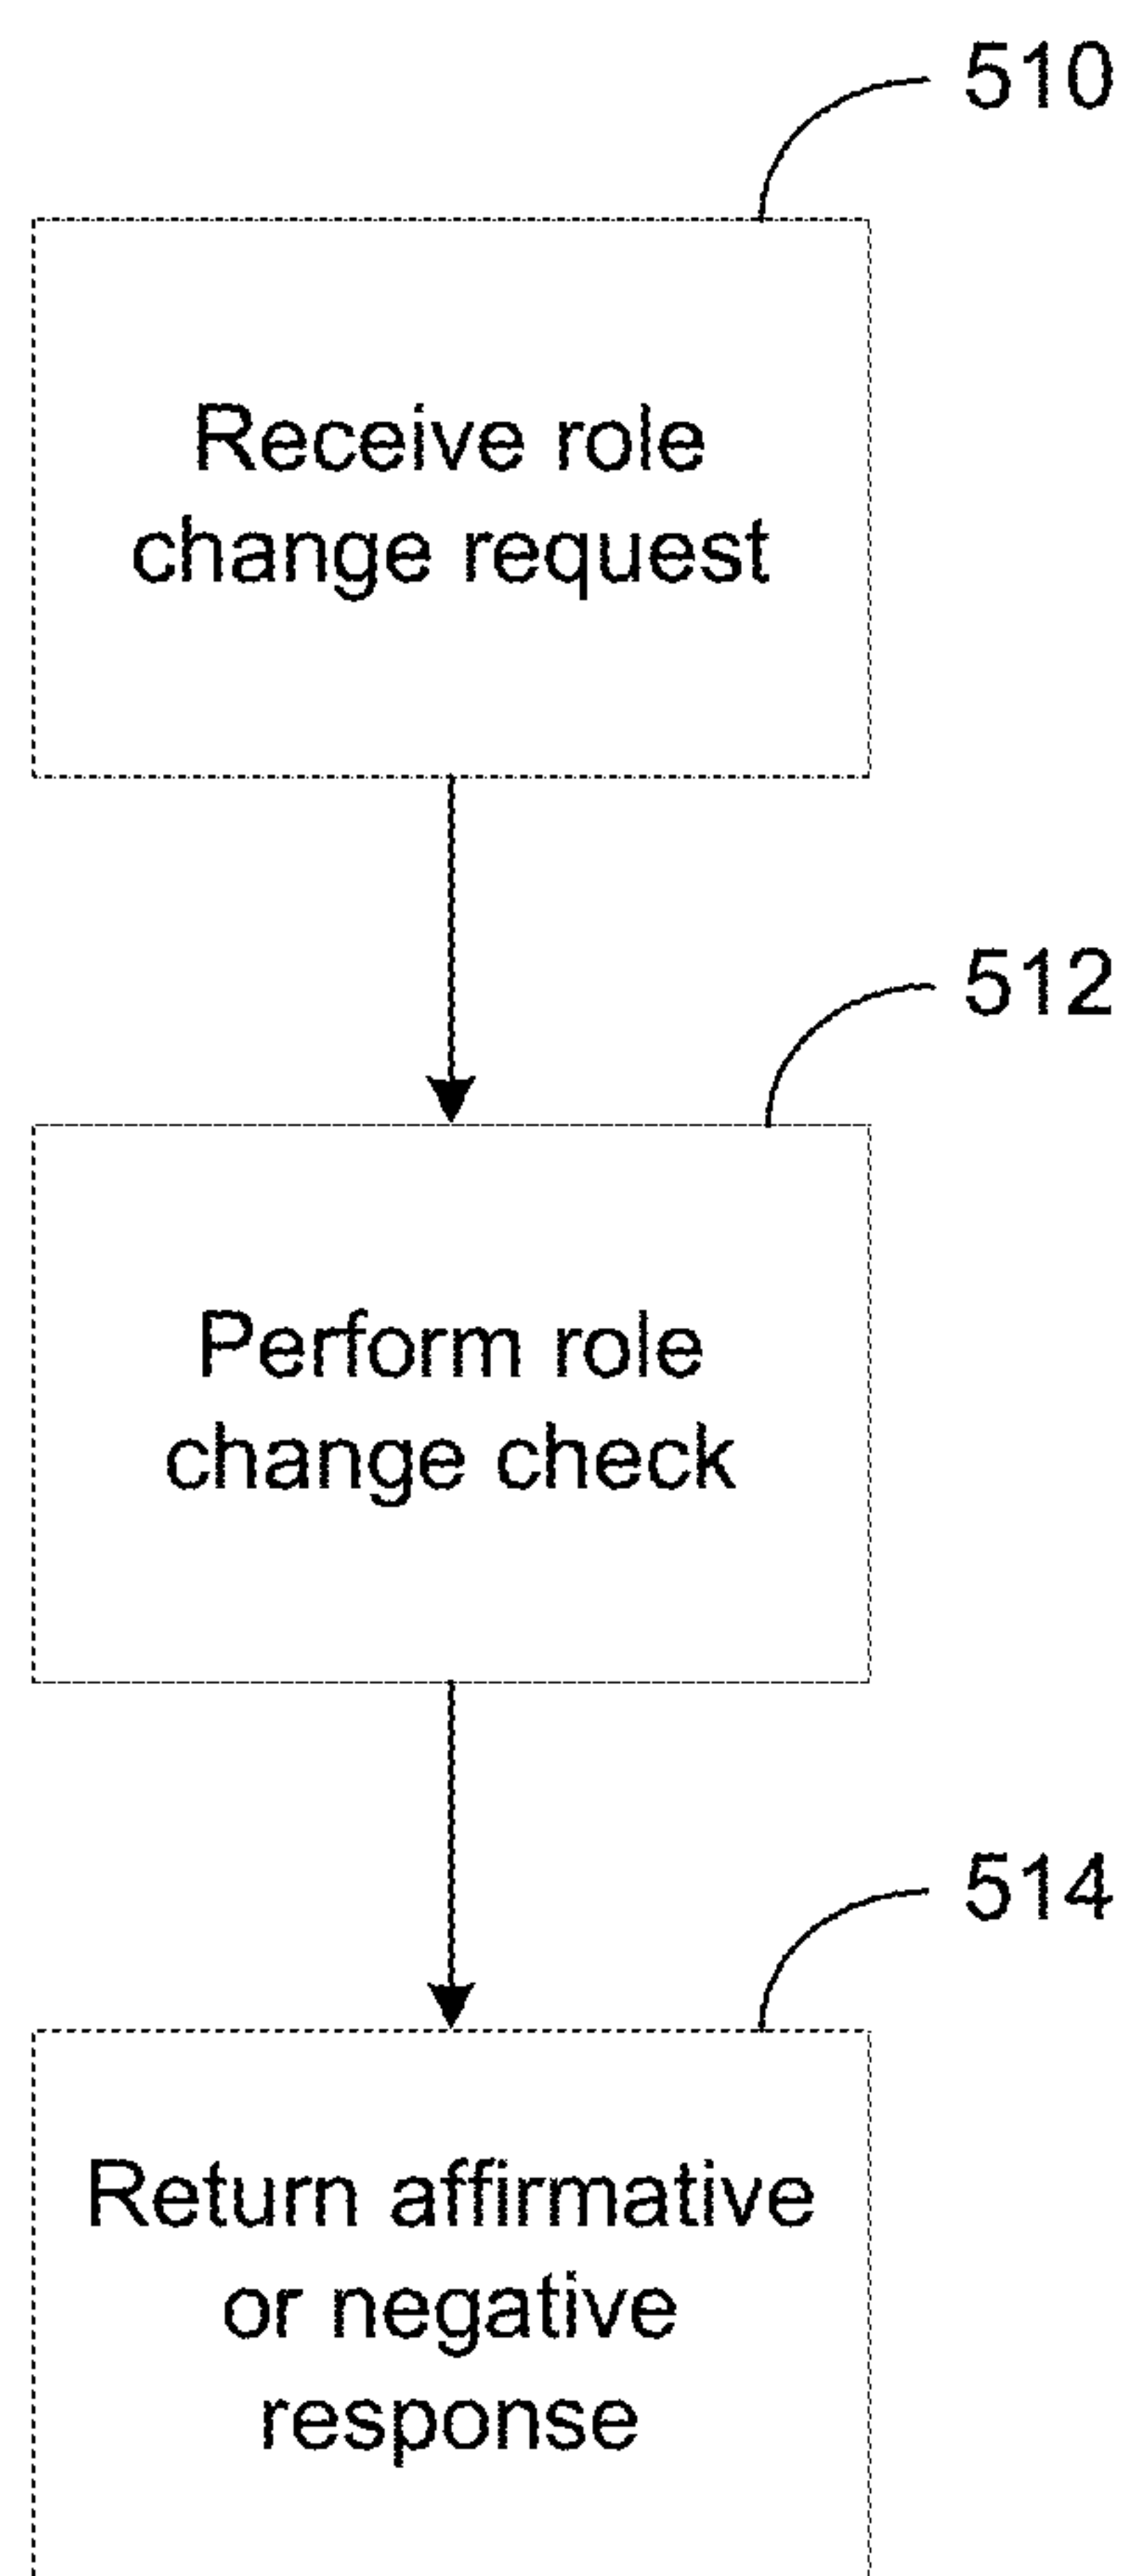 510
Receive role
change request
512
Perform role
change check
514
Return affirmative
or negative
response